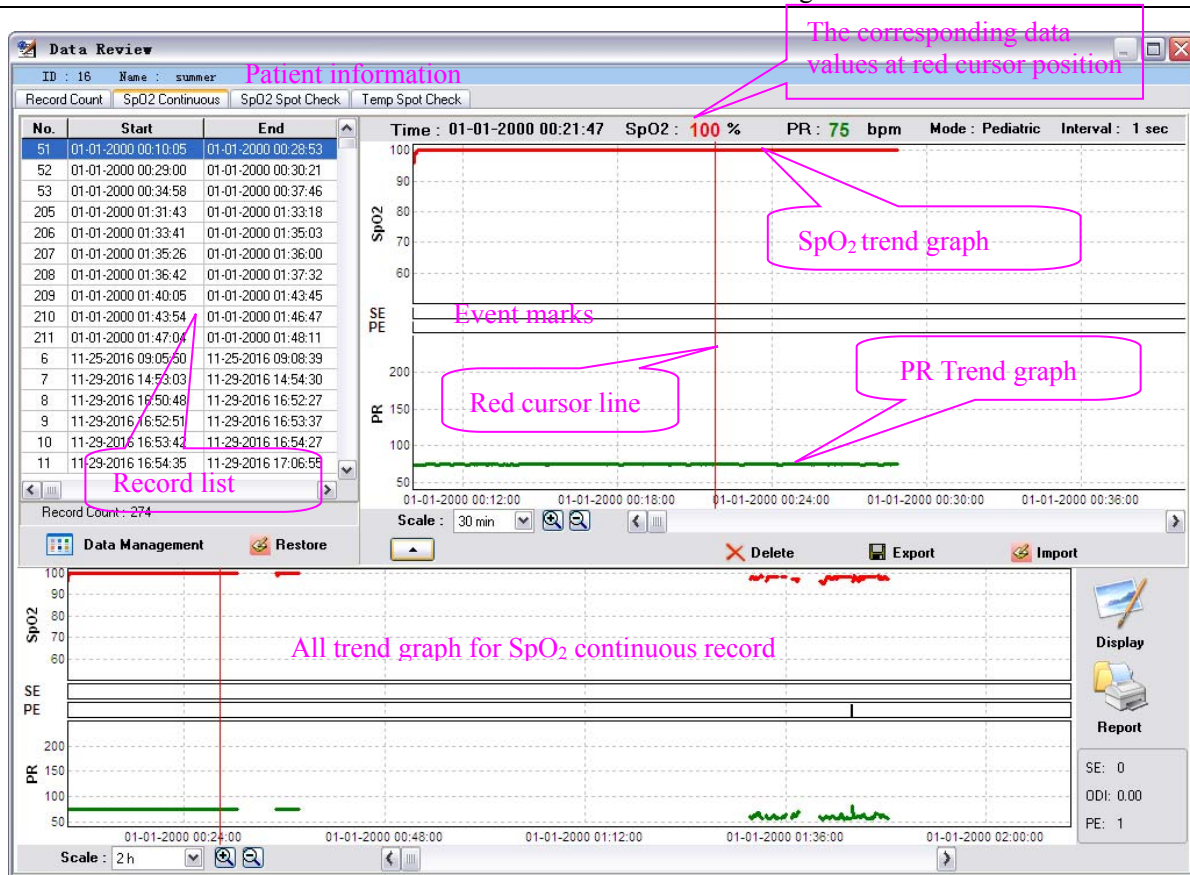 The corresponding data
values at red cursor position
Data Review
ID : 16 Name : summer
Patient information
Record Count SpO2 Continuous SpO2 Spot Check Temp Spot Check
No. Start End
51 01-01-2000 00:10:05 01-01-2000 00:28:53
52 01-01-2000 00:29:00 01-01-2000 00:30:21
53 01-01-2000 00:34:58 01-01-2000 00:37:46
205 01-01-2000 01:31:43 01-01-2000 01:33:18
206 01-01-2000 01:33:41 01-01-2000 01:35:03
207 01-01-2000 01:35:26 01-01-2000 01:36:00
208 01-01-2000 01:36:42 01-01-2000 01:37:32
209 01-01-2000 01:40:05 01-01-2000 01:43:45
210 01-01-2000 01:43:54 01-01-2000 01:46:47
211 01-01-2000 01:47:04 01-01-2000 01:48:11
6 11-25-2016 09:05:50 11-25-2016 09:08:39
7 11-29-2016 14:53:03 11-29-2016 14:54:30
8 11-29-2016 16:50:48 11-29-2016 16:52:27
9 11-29-2016 16:52:51 11-29-2016 16:53:37
10 11-29-2016 16:53:42 11-29-2016 16:54:27
11 11-29-2016 16:54:35 11-29-2016 17:06:55
Record list
Record Count : 274
Data Management Restore
Time : 01-01-2000 00:21:47 SpO2 : 100 % PR : 75 bpm Mode : Pediatric Interval : 1 sec
100
90
80
70
60
SpO2
SpO₂ trend graph
SE
PE
Event marks
200
150
100
50
PR
PR Trend graph
Red cursor line
01-01-2000 00:12:00 01-01-2000 00:18:00 01-01-2000 00:24:00 01-01-2000 00:30:00 01-01-2000 00:36:00
Scale : 30 min
Delete Export Import
100
90
80
70
60
SpO2
All trend graph for SpO₂ continuous record
SE
PE
200
150
100
50
PR
01-01-2000 00:24:00 01-01-2000 00:48:00 01-01-2000 01:12:00 01-01-2000 01:36:00 01-01-2000 02:00:00
Scale : 2 h
Display
Report
SE: 0
ODI: 0.00
PE: 1